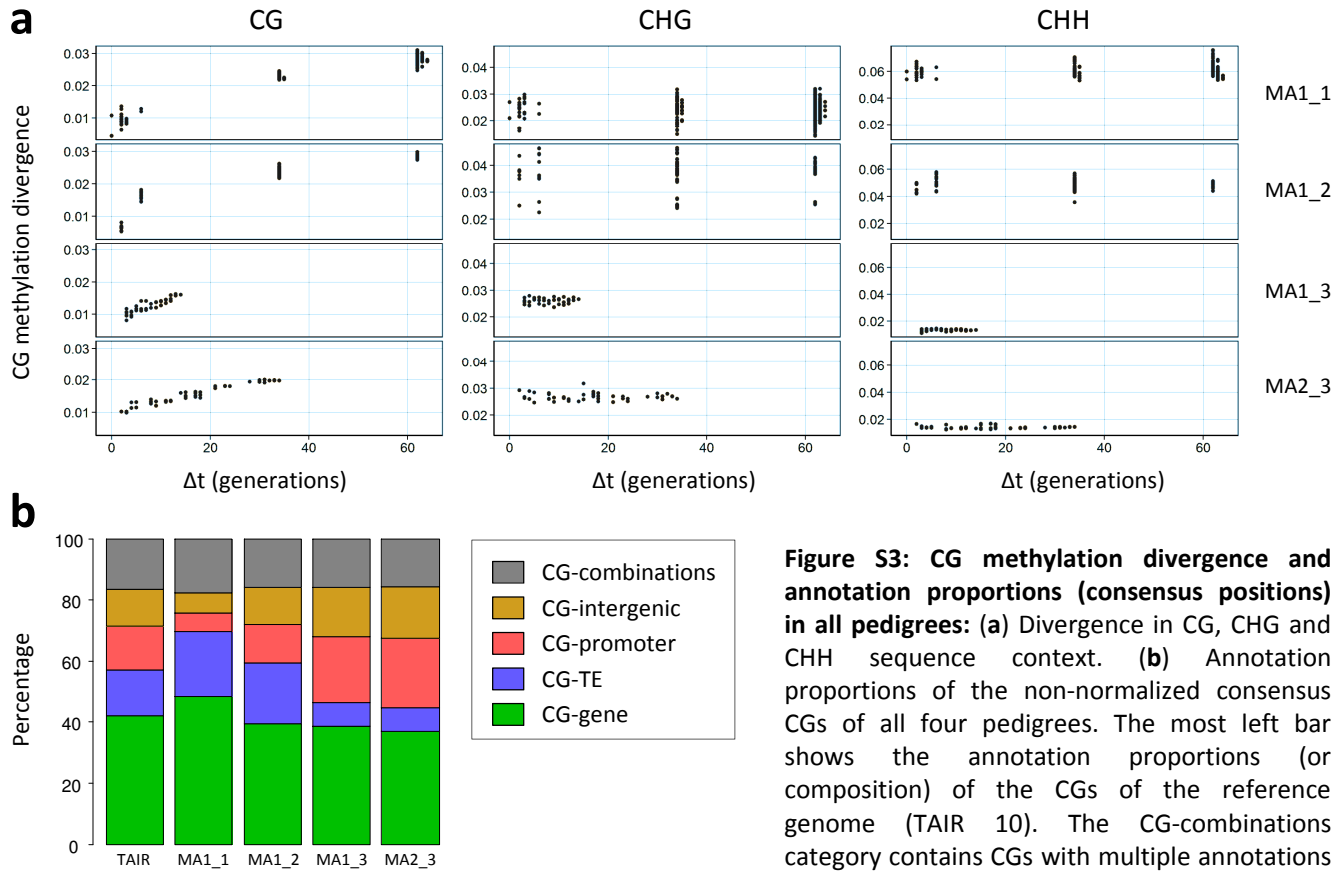 a
CG
CHG
CHH
CG methylation divergence
0.03
0.02
0.01
0.04
0.03
0.02
0.06
0.04
0.02
MA1_1
0.03
0.02
0.01
0.04
0.03
0.02
0.06
0.04
0.02
MA1_2
0.03
0.02
0.01
0.04
0.03
0.02
0.06
0.04
0.02
MA1_3
0.03
0.02
0.01
0.04
0.03
0.02
0.06
0.04
0.02
MA2_3
0 20 40 60
0 20 40 60
0 20 40 60
Δt (generations)
Δt (generations)
Δt (generations)
b
Percentage
100
80
60
40
20
0
TAIR MA1_1 MA1_2 MA1_3 MA2_3
CG-combinations
CG-intergenic
CG-promoter
CG-TE
CG-gene
Figure S3: CG methylation divergence and
annotation proportions (consensus positions)
in all pedigrees: (a) Divergence in CG, CHG and
CHH sequence context. (b) Annotation
proportions of the non-normalized consensus
CGs of all four pedigrees. The most left bar
shows the annotation proportions (or
composition) of the CGs of the reference
genome (TAIR 10). The CG-combinations
category contains CGs with multiple annotations